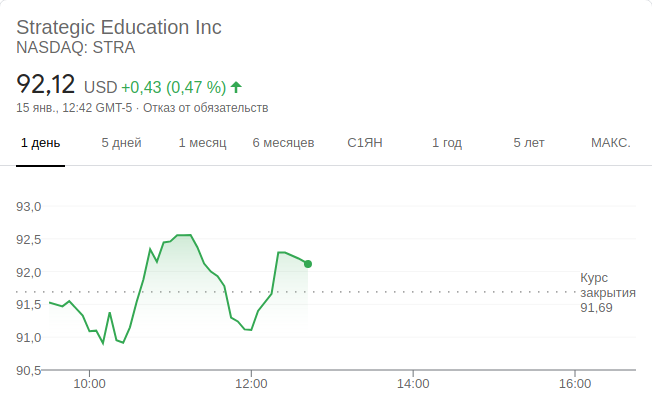 Strategic Education Inc
NASDAQ: STRA
92,12 USD +0,43 (0,47 %)
15 янв., 12:42 GMT-5 · Отказ от обязательств
1 день 5 дней 1 месяц 6 месяцев С1ЯН 1 год 5 лет МАКС.
93,0
92,5
92,0
91,5
91,0
90,5
Курс
закрытия
91,69
10:00 12:00 14:00 16:00